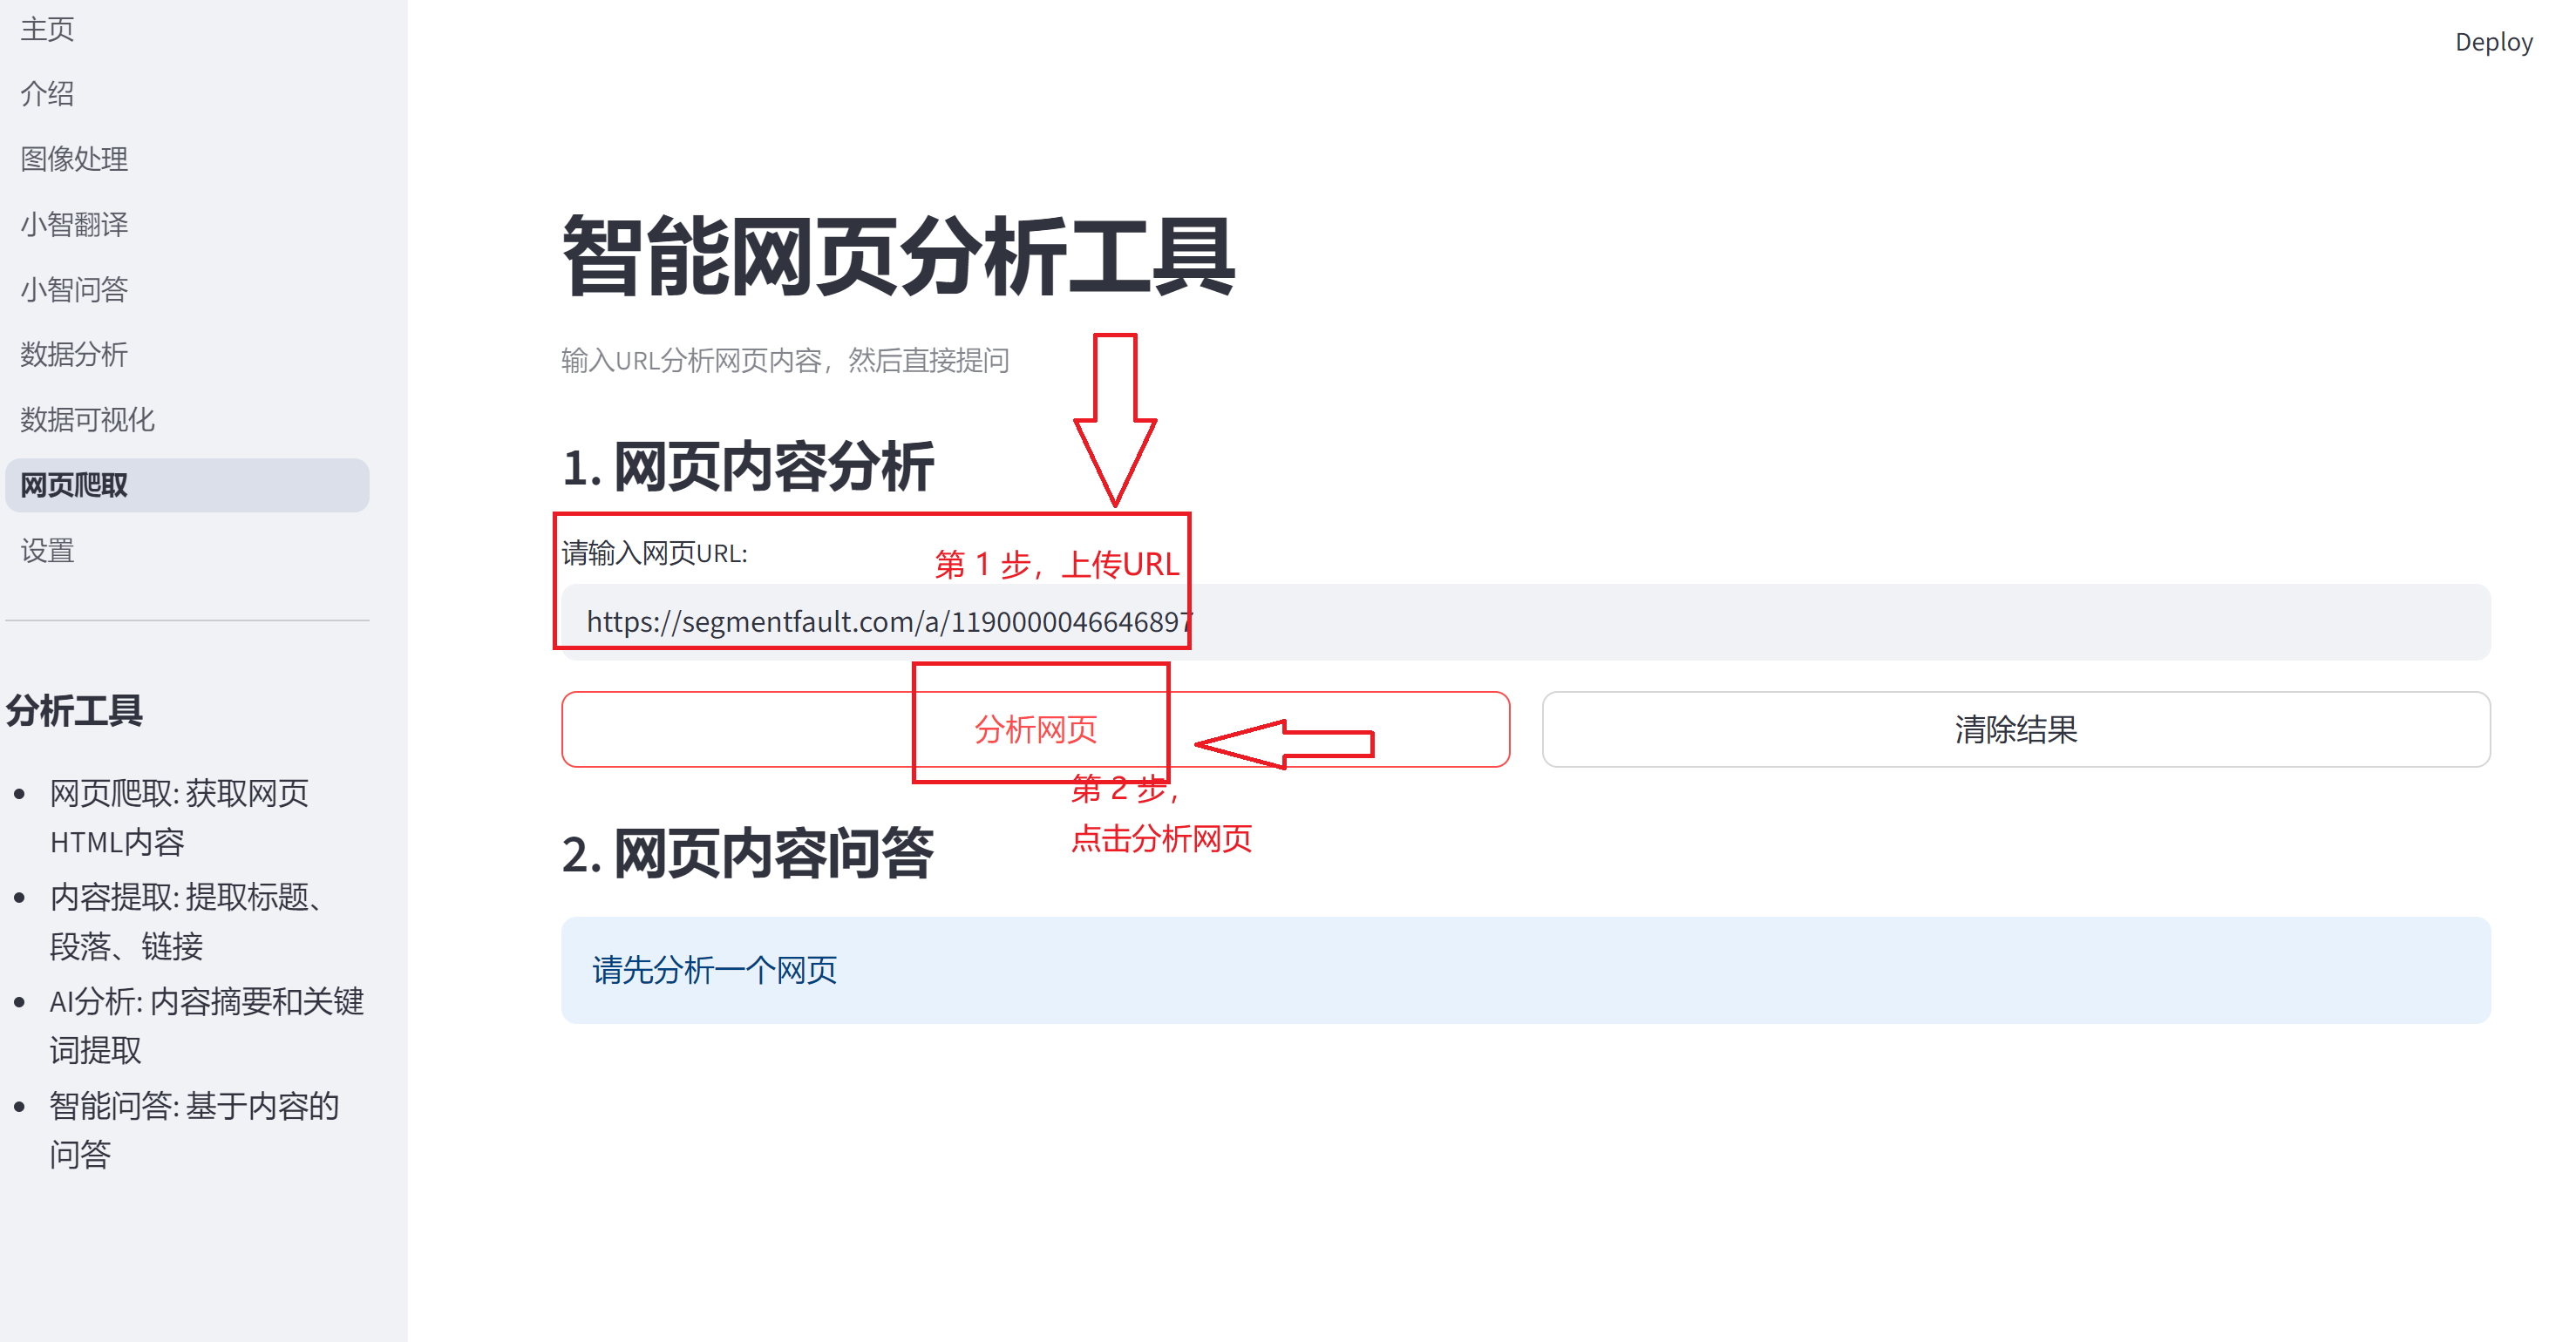 主页
介绍
图像处理
小智翻译
小智问答
数据分析
数据可视化
网页爬取
设置
分析工具
网页爬取: 获取网页
HTML内容
内容提取: 提取标题、
段落、链接
AI分析: 内容摘要和关键
词提取
智能问答: 基于内容的
问答
Deploy
智能网页分析工具
输入URL分析网页内容，然后直接提问
1. 网页内容分析
请输入网页URL:
第 1 步，上传URL
https://segmentfault.com/a/1190000046646897
分析网页
清除结果
第 2 步，
点击分析网页
2. 网页内容问答
请先分析一个网页